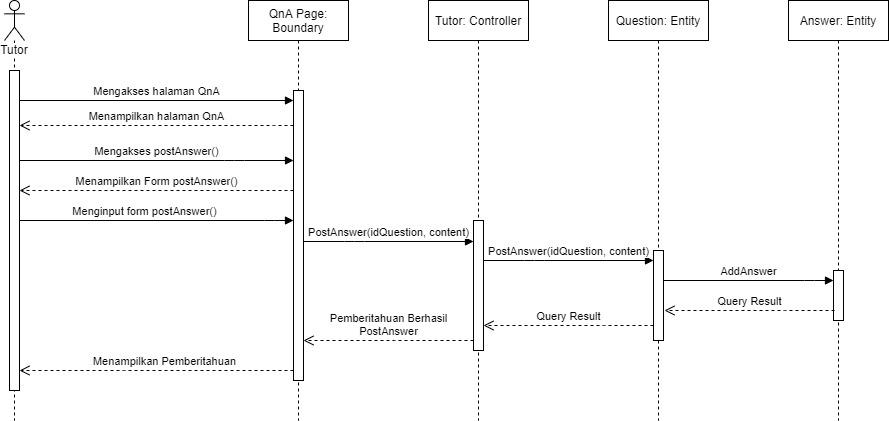 QnA Page:
Boundary
Tutor: Controller
Question: Entity
Answer: Entity
Tutor
Mengakses halaman QnA
Menampilkan halaman QnA
Mengakses postAnswer()
Menampilkan Form postAnswer()
Menginput form postAnswer()
PostAnswer(idQuestion, content)
PostAnswer(idQuestion, content)
AddAnswer
Query Result
Query Result
Pemberitahuan Berhasil
PostAnswer
Menampilkan Pemberitahuan